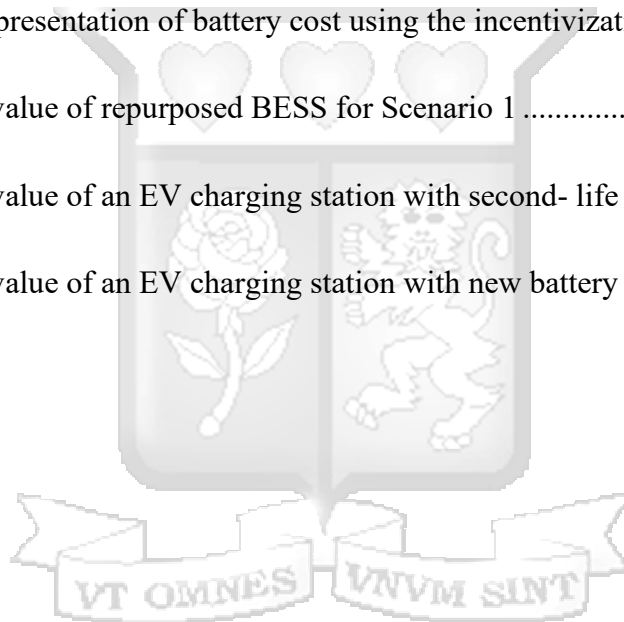 presentation of battery cost using the incentivizati
value of repurposed BESS for Scenario 1 .............
value of an EV charging station with second- life
value of an EV charging station with new battery
VT OMNES VNVM SINT